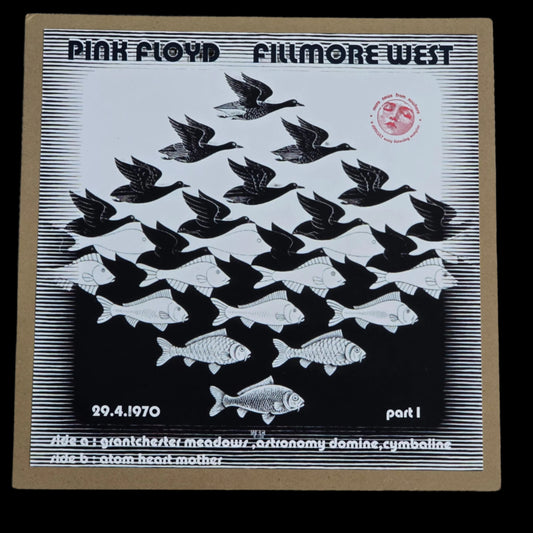 PINK FLOYD FILLMORE WEST
29.4.1970 part I
side a : grantchester meadows ,astronomy domine,cymbaline
side b : atom heart mother